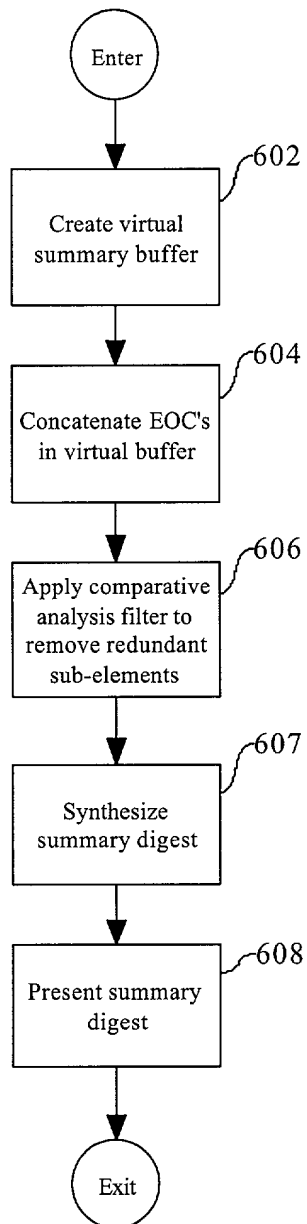 Enter
602
Create virtual
summary buffer
604
Concatenate EOC's
in virtual buffer
606
Apply comparative
analysis filter to
remove redundant
sub-elements
607
Synthesize
summary digest
608
Present summary
digest
Exit